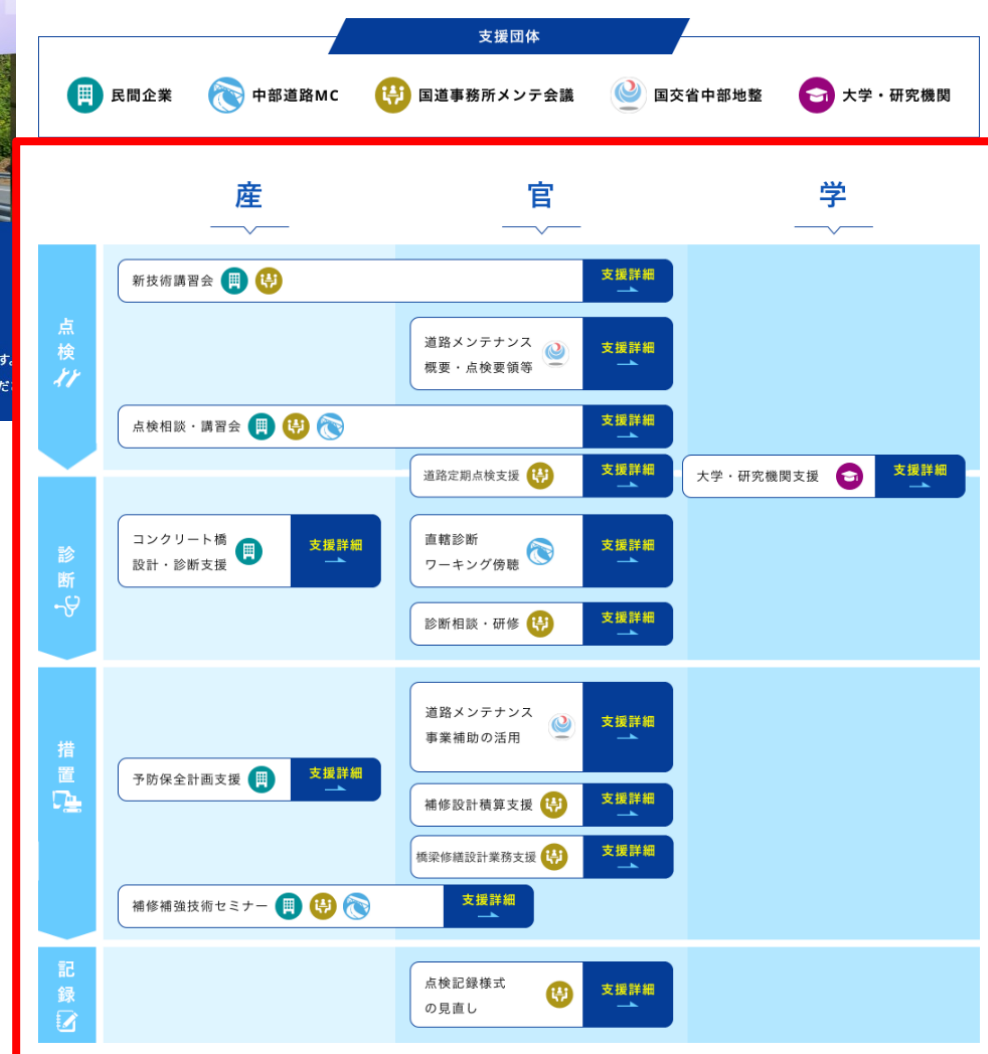 支援団体
民間企業
中部道路MC
国道事務所メンテ会議
国交省中部地整
大学・研究機関
産
官
学
点検
新技術講習会
支援詳細
道路メンテナンス
概要・点検要領等
支援詳細
す。
だ
点検相談・講習会
支援詳細
道路定期点検支援
支援詳細
大学・研究機関支援
支援詳細
診断
コンクリート橋
設計・診断支援
支援詳細
直轄診断
ワーキング傍聴
支援詳細
診断相談・研修
支援詳細
措置
道路メンテナンス
事業補助の活用
支援詳細
予防保全計画支援
支援詳細
補修設計積算支援
支援詳細
橋梁修繕設計業務支援
支援詳細
補修補強技術セミナー
支援詳細
記録
点検記録様式
の見直し
支援詳細